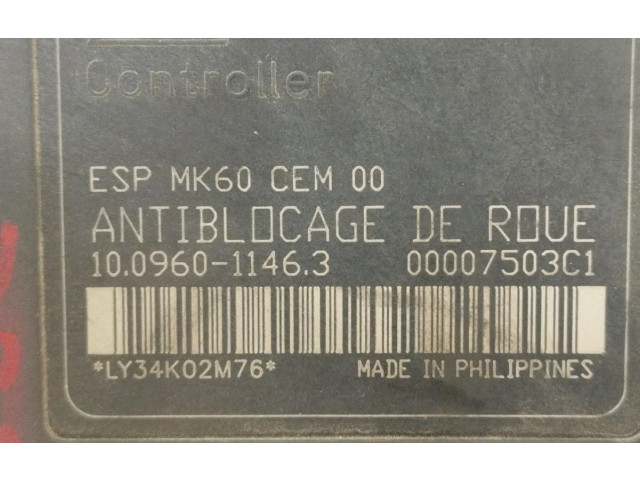 Controller
ESP MK60 CEM 00
ANTIBLOCAGE DE ROUE
10.0960-1146.3 00007503C1
*LY34K02M76* MADE IN PHILIPPINES